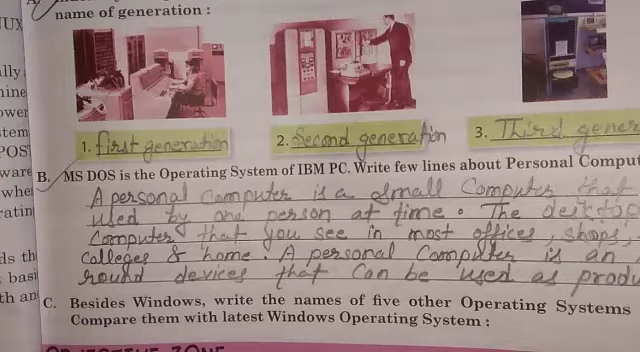 name of generation :
1. first generation
2. Second generation
3. Third gener
B. MS DOS is the Operating System of IBM PC. Write few lines about Personal Comput
A personal Computer is a small Computer that
used by one person at time. The desktop
Computer that you see in most offices, shops,
Colleges & home. A personal Computer is an
round devices that Can be used as produ
C. Besides Windows, write the names of five other Operating Systems
Compare them with latest Windows Operating System :